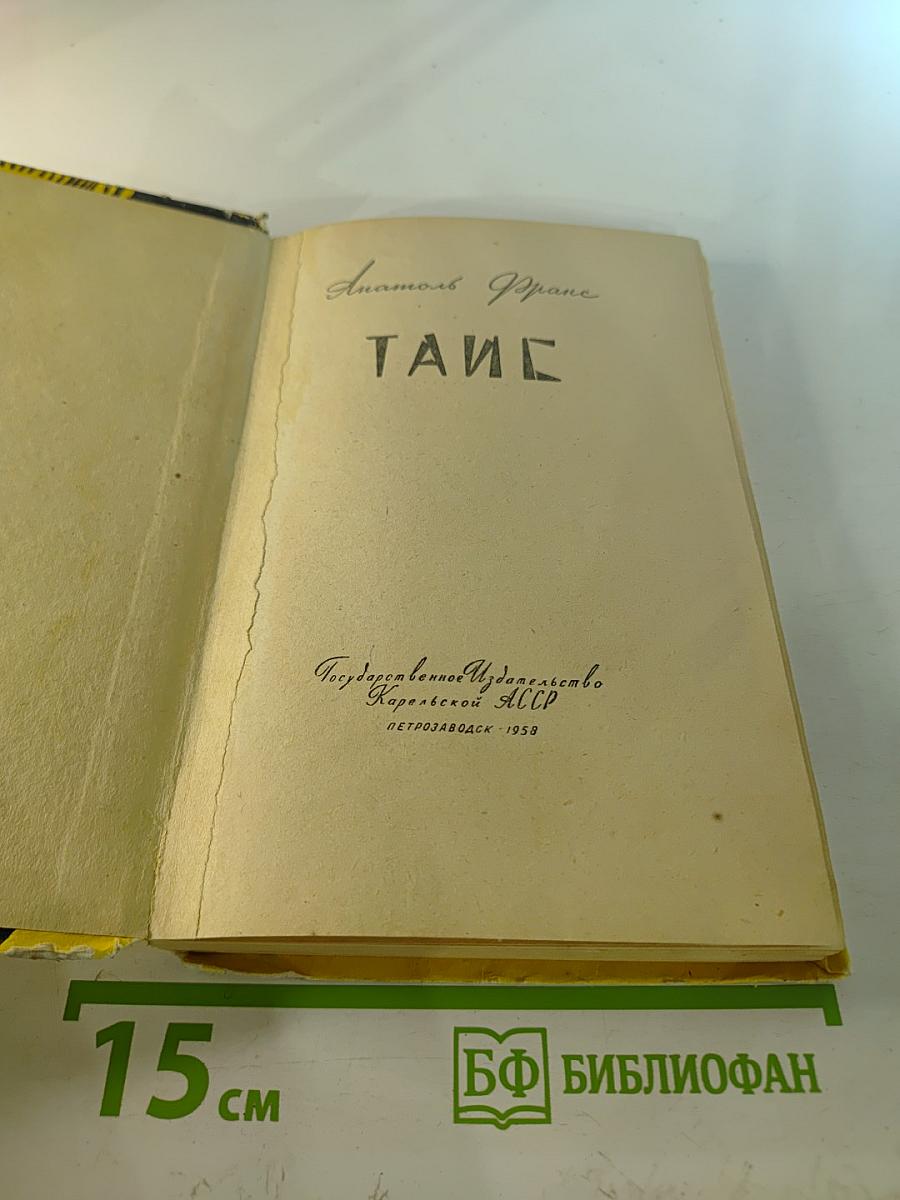 Анатоль Франс
ТАИС
Государственное Издательство
Карельской АССР
ПЕТРОЗАВОДСК - 1958
15 см
БФ БИБЛИОФАН